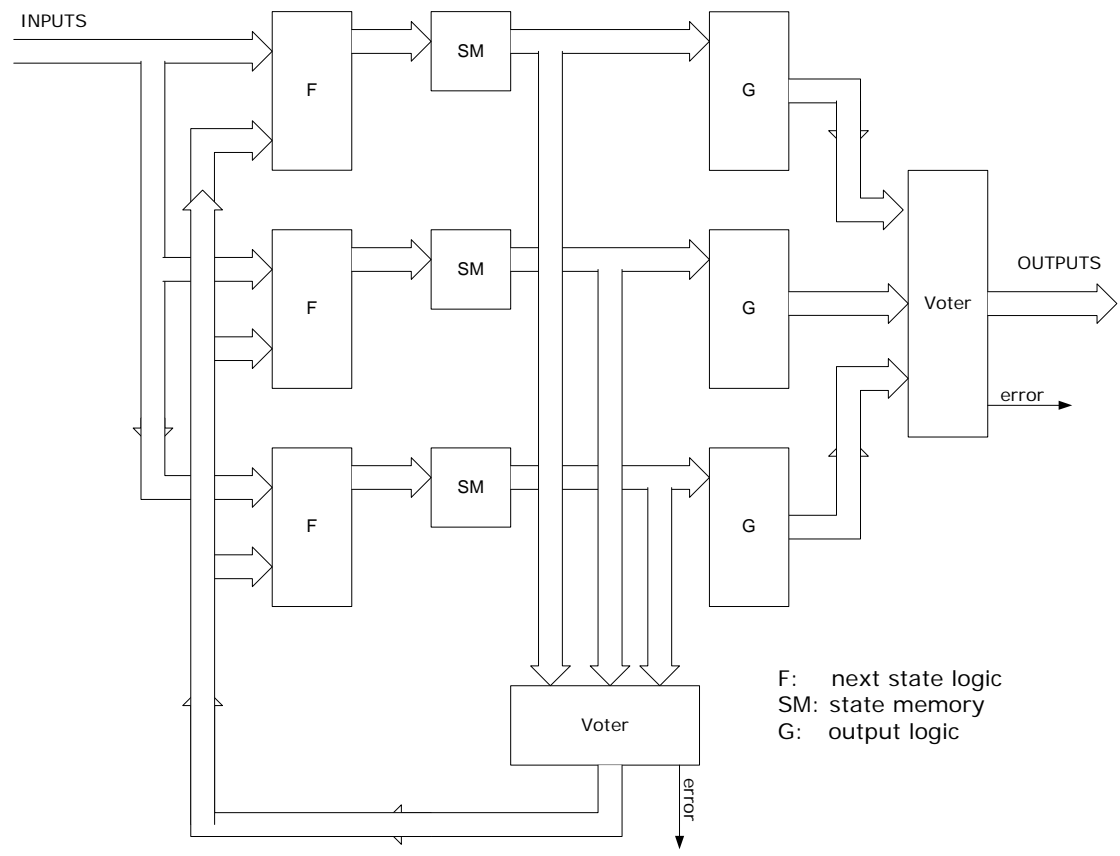 INPUTS
F
SM
G
F
SM
G
OUTPUTS
Voter
error
F
SM
G
F: next state logic
SM: state memory
G: output logic
Voter
error